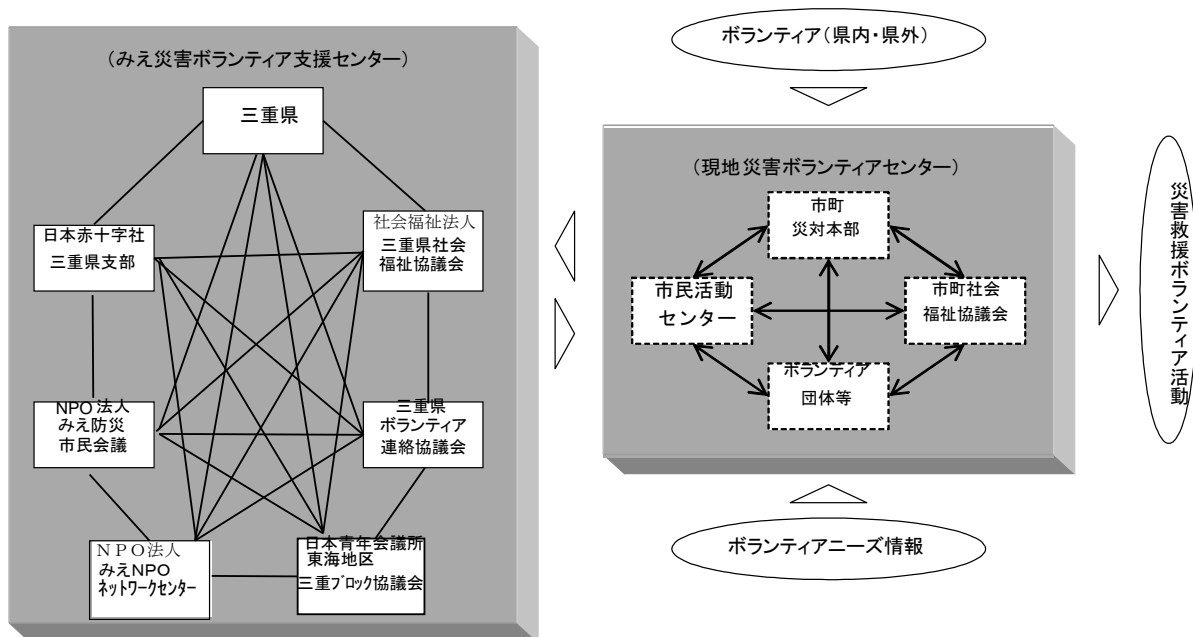 (みえ災害ボランティア支援センター)
三重県
日本赤十字社
三重県支部
社会福祉法人
三重県社会
福祉協議会
NPO法人
みえ防災
市民会議
三重県
ボランティア
連絡協議会
NPO法人
みえNPO
ネットワークセンター
日本青年会議所
東海地区
三重ブロック協議会
ボランティア(県内・県外)
(現地災害ボランティアセンター)
市町
災対本部
市民活動
センター
市町社会
福祉協議会
ボランティア
団体等
ボランティアニーズ情報
災害救援ボランティア活動